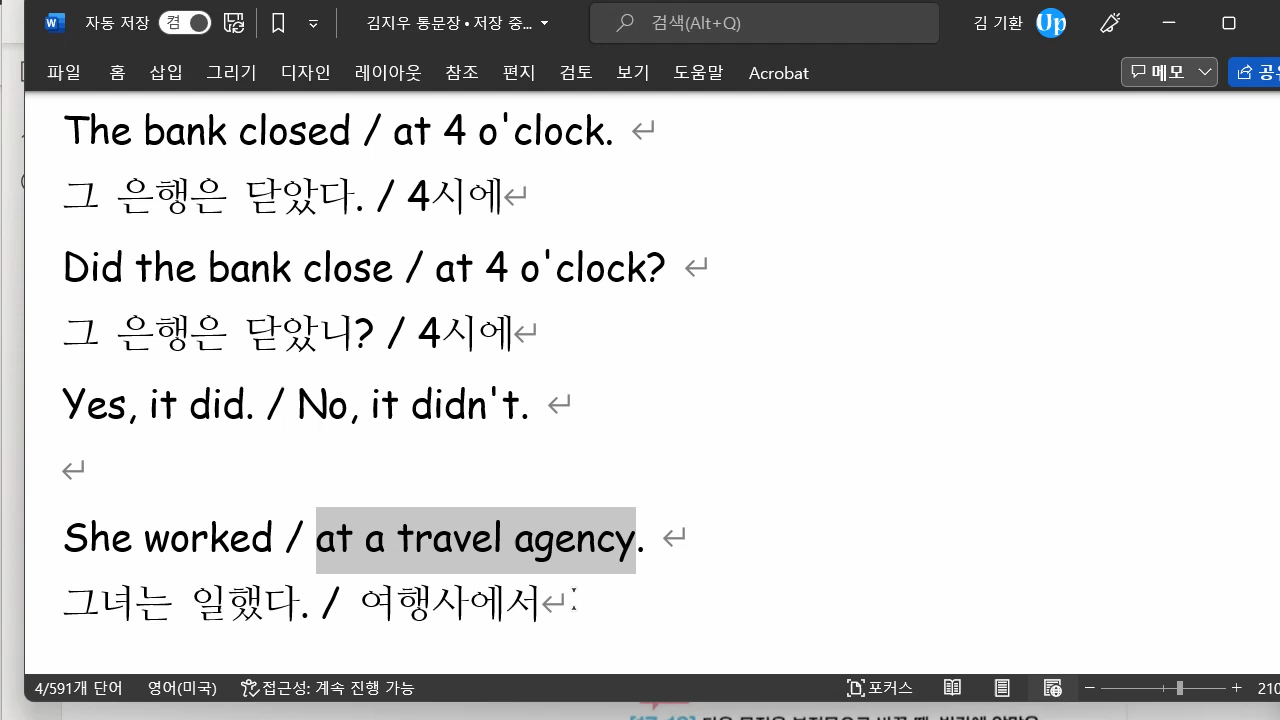 자동 저장 켬 김지우 통문장 • 저장 중... 검색(Alt+Q) 김 기환 Up
파일 홈 삽입 그리기 디자인 레이아웃 참조 편지 검토 보기 도움말 Acrobat 메모
The bank closed / at 4 o'clock.
그 은행은 닫았다. / 4시에
Did the bank close / at 4 o'clock?
그 은행은 닫았니? / 4시에
Yes, it did. / No, it didn't.
She worked / at a travel agency.
그녀는 일했다. / 여행사에서
4/591개 단어 영어(미국) 접근성: 계속 진행 가능 포커스 210